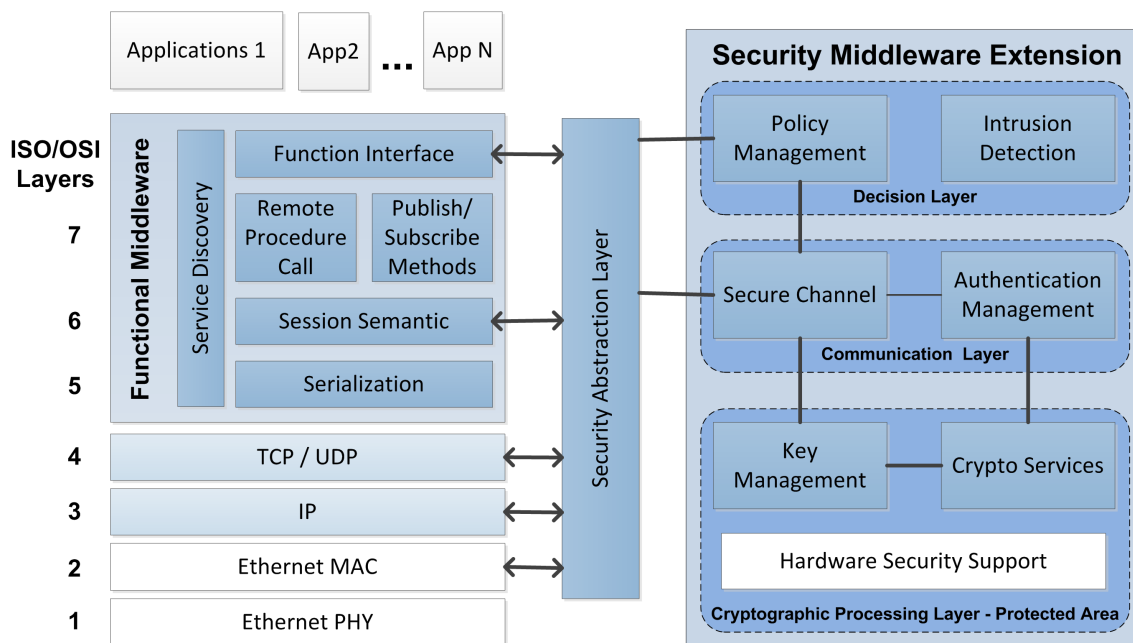 Applications 1
App2
...
App N
ISO/OSI
Layers
7
6
5
4
3
2
1
Functional Middleware
Service Discovery
Function Interface
Remote
Procedure
Call
Publish/
Subscribe
Methods
Session Semantic
Serialization
TCP / UDP
IP
Ethernet MAC
Ethernet PHY
Security Abstraction Layer
Security Middleware Extension
Policy
Management
Intrusion
Detection
Decision Layer
Secure Channel
Authentication
Management
Communication Layer
Key
Management
Crypto Services
Hardware Security Support
Cryptographic Processing Layer - Protected Area